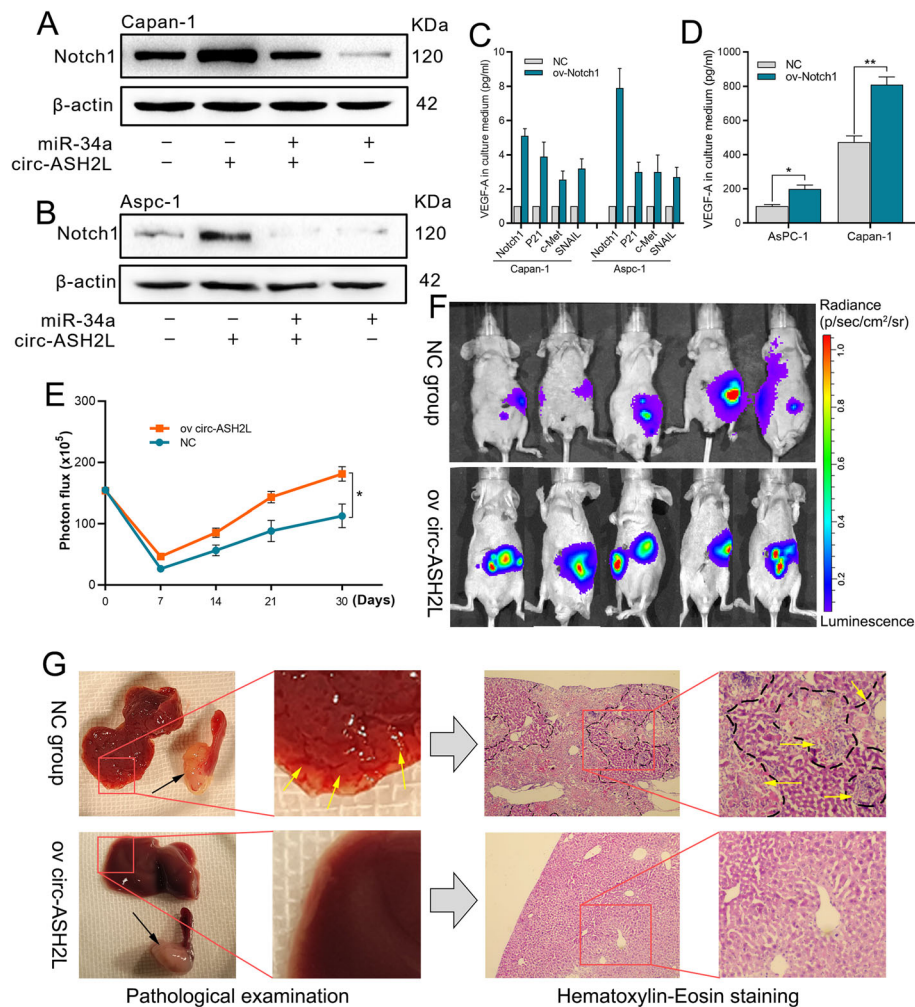 A
Capan-1
KDa
Notch1
120
β-actin
42
miR-34a – – + +
circ-ASH2L – + + –
B
Aspc-1
KDa
Notch1
120
β-actin
42
miR-34a – – + +
circ-ASH2L – + + –
C
VEGF-A in culture medium (pg/ml)
NC
ov-Notch1
10
8
6
4
2
0
Notch1 P21 c-Met SNAIL Notch1 P21 c-Met SNAIL
Capan-1 Aspc-1
D
VEGF-A in culture medium (pg/ml)
NC
ov-Notch1
1000
800
600
400
200
0
*
**
AsPC-1 Capan-1
E
Photon flux (x10⁵)
ov circ-ASH2L
NC
300
200
100
0
*
0 7 14 21 30 (Days)
F
NC group
ov circ-ASH2L
Radiance
(p/sec/cm²/sr)
1.0
0.8
0.6
0.4
0.2
Luminescence
G
NC group
ov circ-ASH2L
Pathological examination
Hematoxylin-Eosin staining